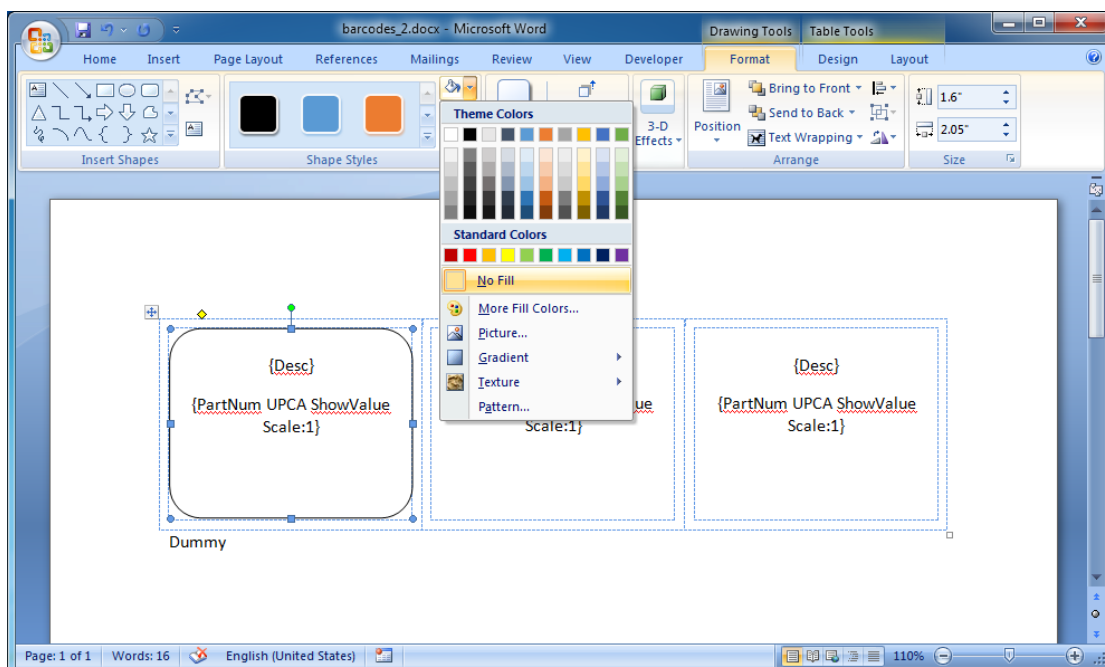 barcodes_2.docx - Microsoft Word
Drawing Tools
Table Tools
Home
Insert
Page Layout
References
Mailings
Review
View
Developer
Format
Design
Layout
Insert Shapes
Shape Styles
3-D
Effects
Position
Bring to Front
Send to Back
Text Wrapping
Arrange
1.6"
2.05"
Size
Theme Colors
Standard Colors
No Fill
More Fill Colors...
Picture...
Gradient
Texture
Pattern...
{Desc}
{PartNum UPCA ShowValue
Scale:1}
ue
Scale:1}
{Desc}
{PartNum UPCA ShowValue
Scale:1}
Dummy
Page: 1 of 1
Words: 16
English (United States)
110%